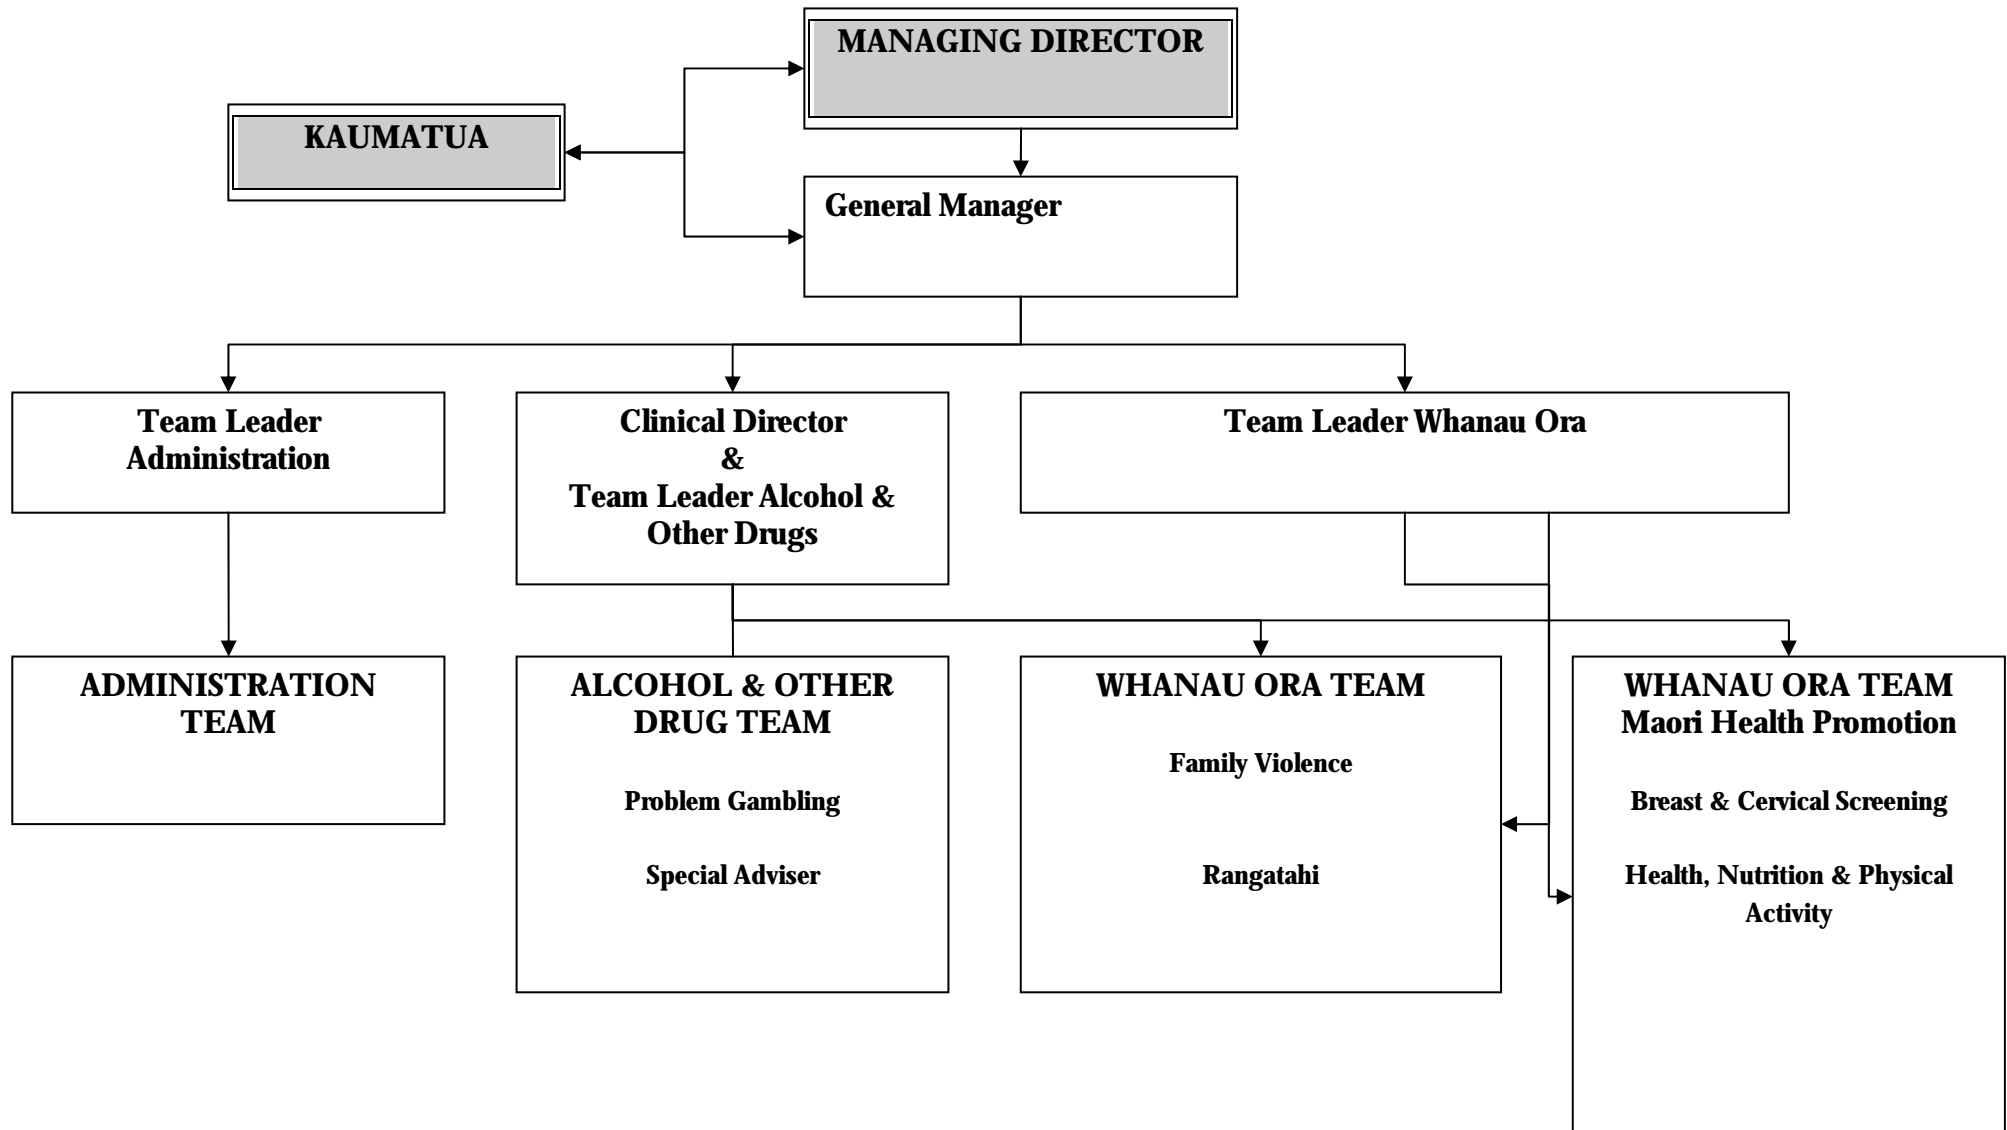 MANAGING DIRECTOR
KAUMATUA
General Manager
Team Leader
Administration
Clinical Director
&
Team Leader Alcohol &
Other Drugs
Team Leader Whanau Ora
ADMINISTRATION
TEAM
ALCOHOL & OTHER
DRUG TEAM
Problem Gambling
Special Adviser
WHANAU ORA TEAM
Family Violence
Rangatahi
WHANAU ORA TEAM
Maori Health Promotion
Breast & Cervical Screening
Health, Nutrition & Physical
Activity